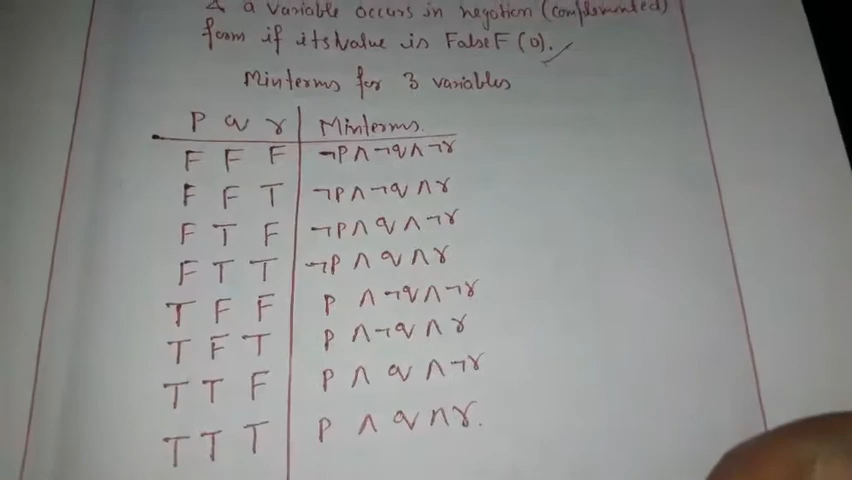 & a variable occurs in negation (complemented)
form if its value is False F (0).
Minterms for 3 variables
P q r Minterms.
F F F ¬P∧¬q∧¬r
F F T ¬P∧¬q∧r
F T F ¬P∧q∧¬r
F T T ¬P∧q∧r
T F F P∧¬q∧¬r
T F T P∧¬q∧r
T T F P∧q∧¬r
T T T P∧q∧r.